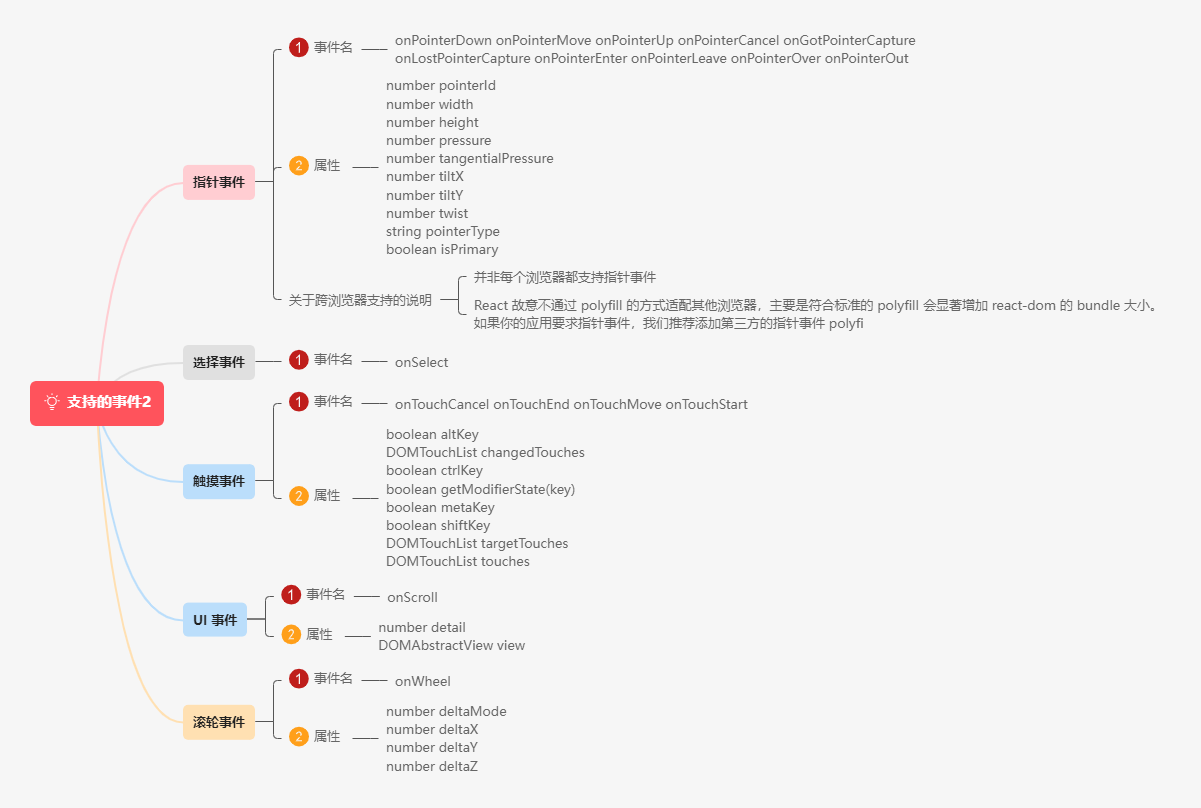 支持的事件2
指针事件
1 事件名
onPointerDown onPointerMove onPointerUp onPointerCancel onGotPointerCapture
onLostPointerCapture onPointerEnter onPointerLeave onPointerOver onPointerOut
2 属性
number pointerId
number width
number height
number pressure
number tangentialPressure
number tiltX
number tiltY
number twist
string pointerType
boolean isPrimary
关于跨浏览器支持的说明
并非每个浏览器都支持指针事件
React 故意不通过 polyfill 的方式适配其他浏览器，主要是符合标准的 polyfill 会显著增加 react-dom 的 bundle 大小。
如果你的应用要求指针事件，我们推荐添加第三方的指针事件 polyfi
选择事件
1 事件名
onSelect
触摸事件
1 事件名
onTouchCancel onTouchEnd onTouchMove onTouchStart
2 属性
boolean altKey
DOMTouchList changedTouches
boolean ctrlKey
boolean getModifierState(key)
boolean metaKey
boolean shiftKey
DOMTouchList targetTouches
DOMTouchList touches
UI 事件
1 事件名
onScroll
2 属性
number detail
DOMAbstractView view
滚轮事件
1 事件名
onWheel
2 属性
number deltaMode
number deltaX
number deltaY
number deltaZ